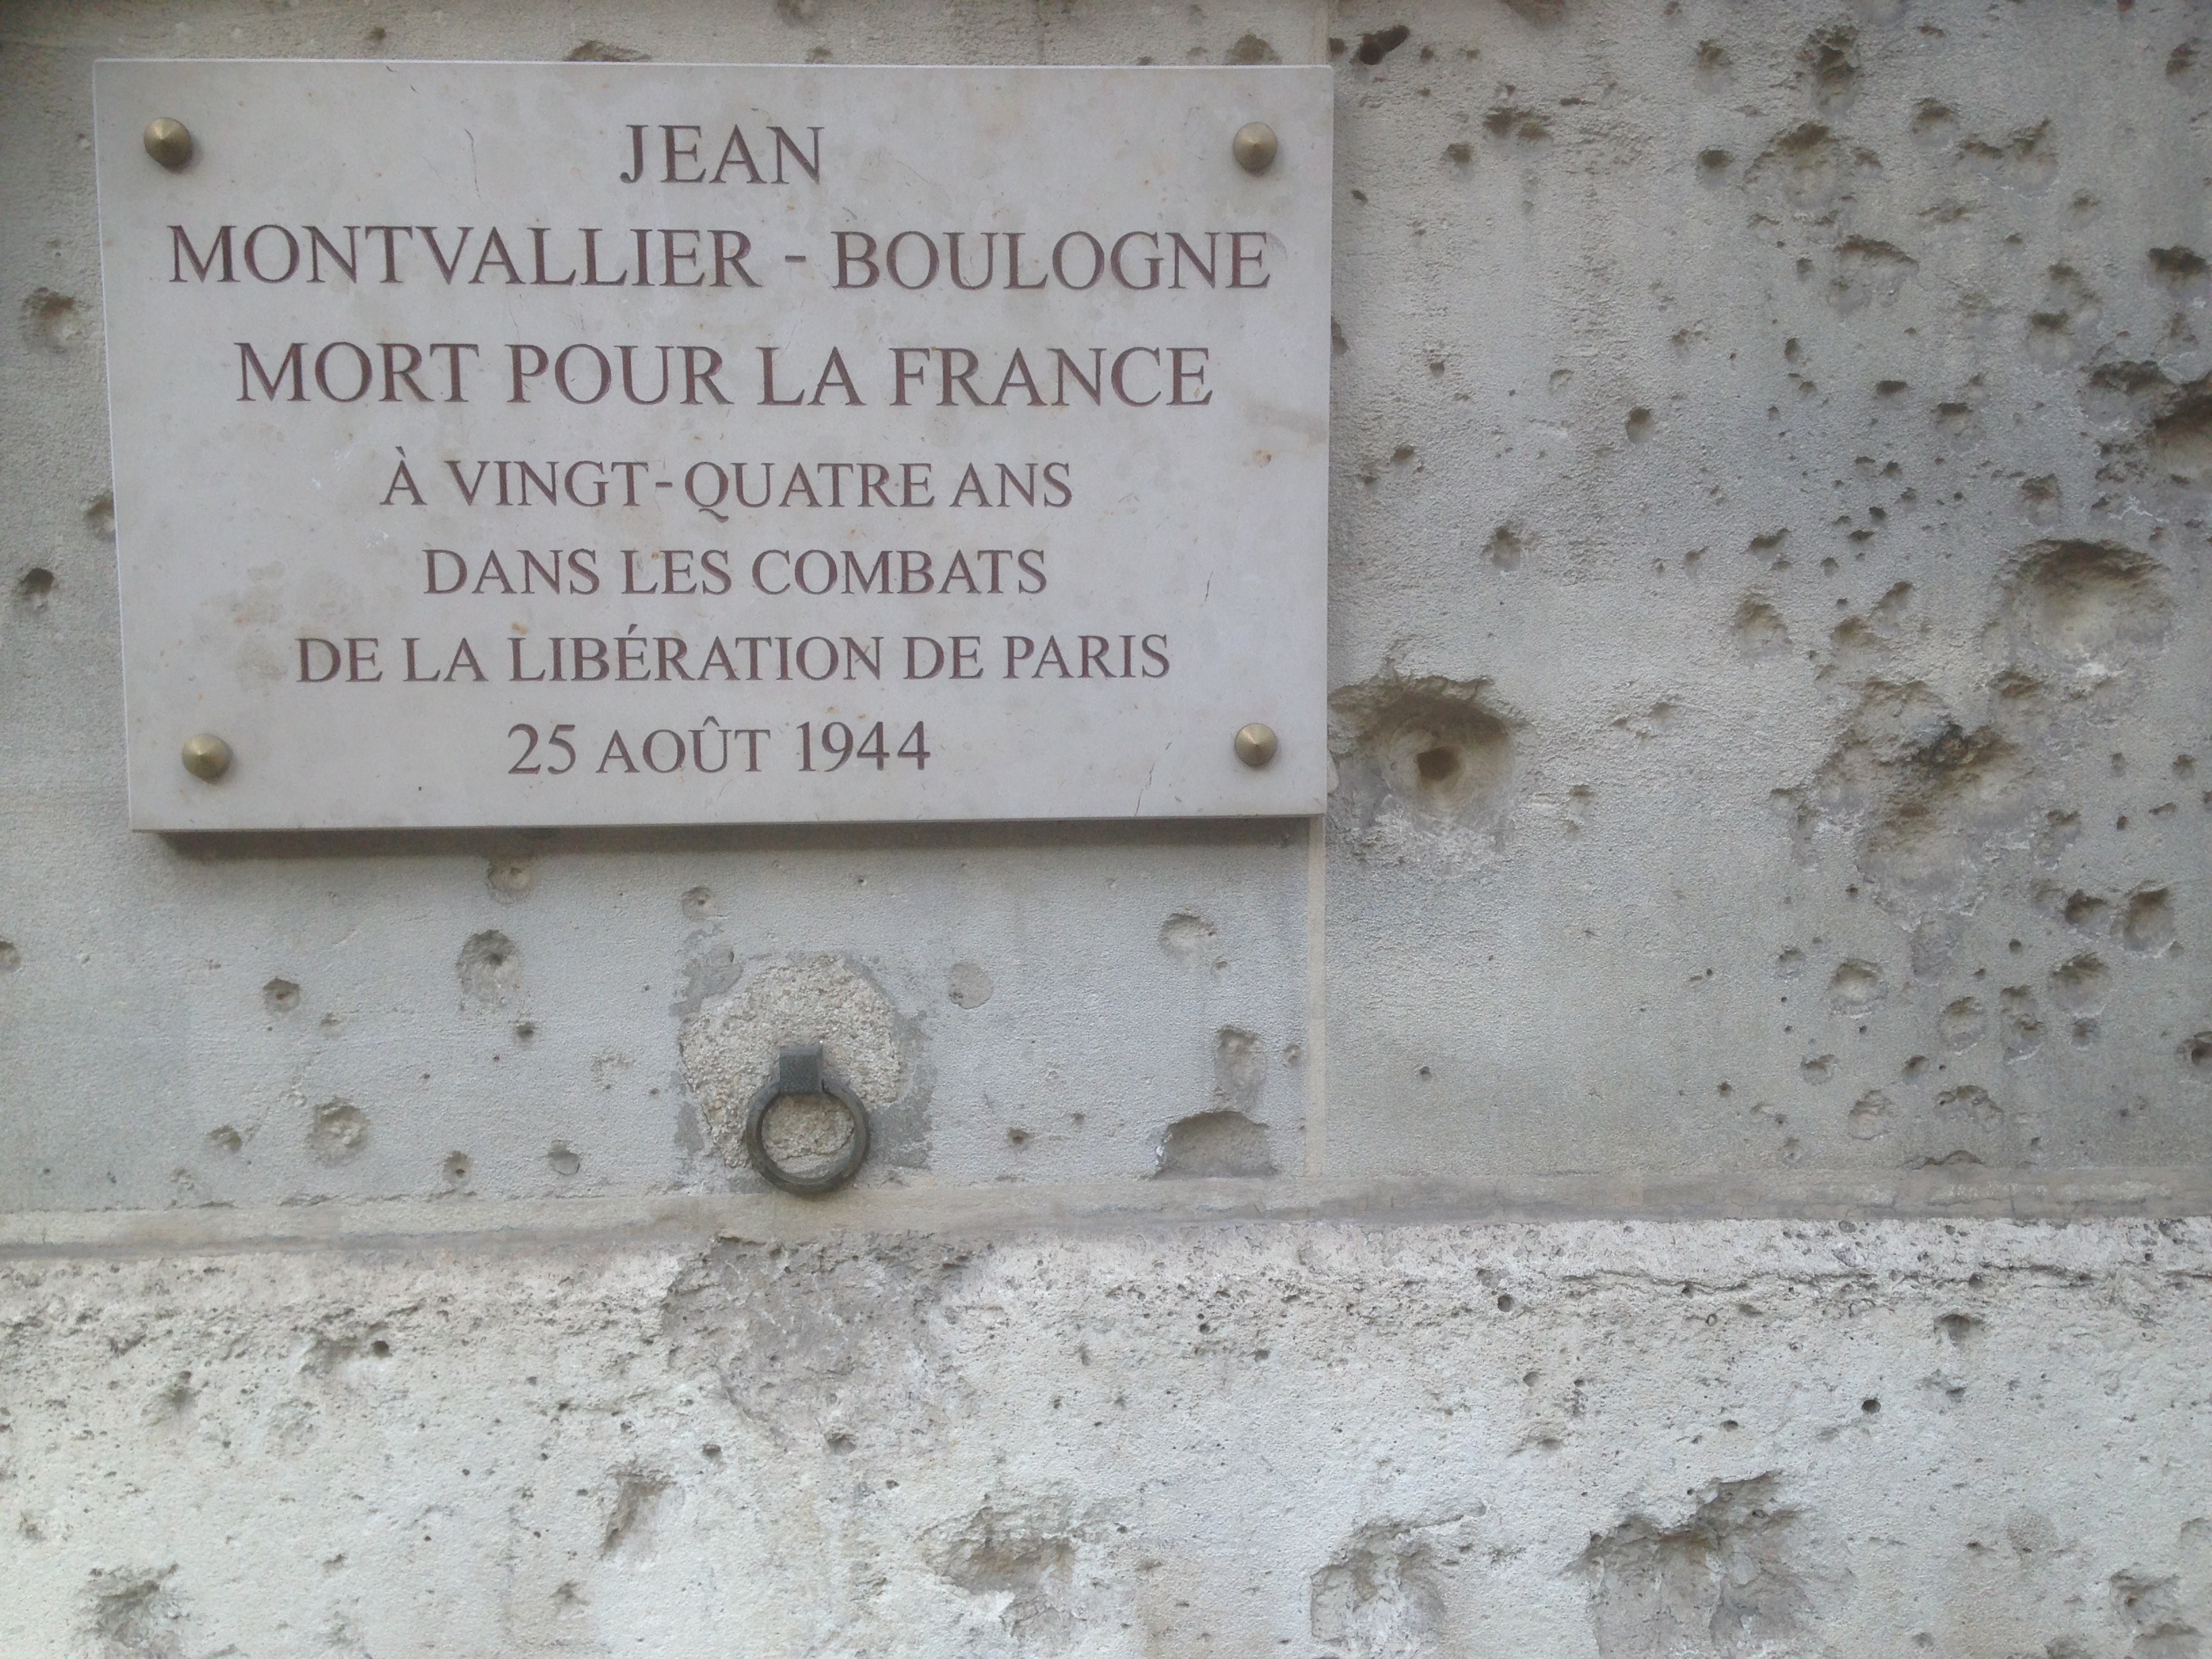 JEAN
MONTVALLIER - BOULOGNE
MORT POUR LA FRANCE
À VINGT-QUATRE ANS
DANS LES COMBATS
DE LA LIBÉRATION DE PARIS
25 AOÛT 1944